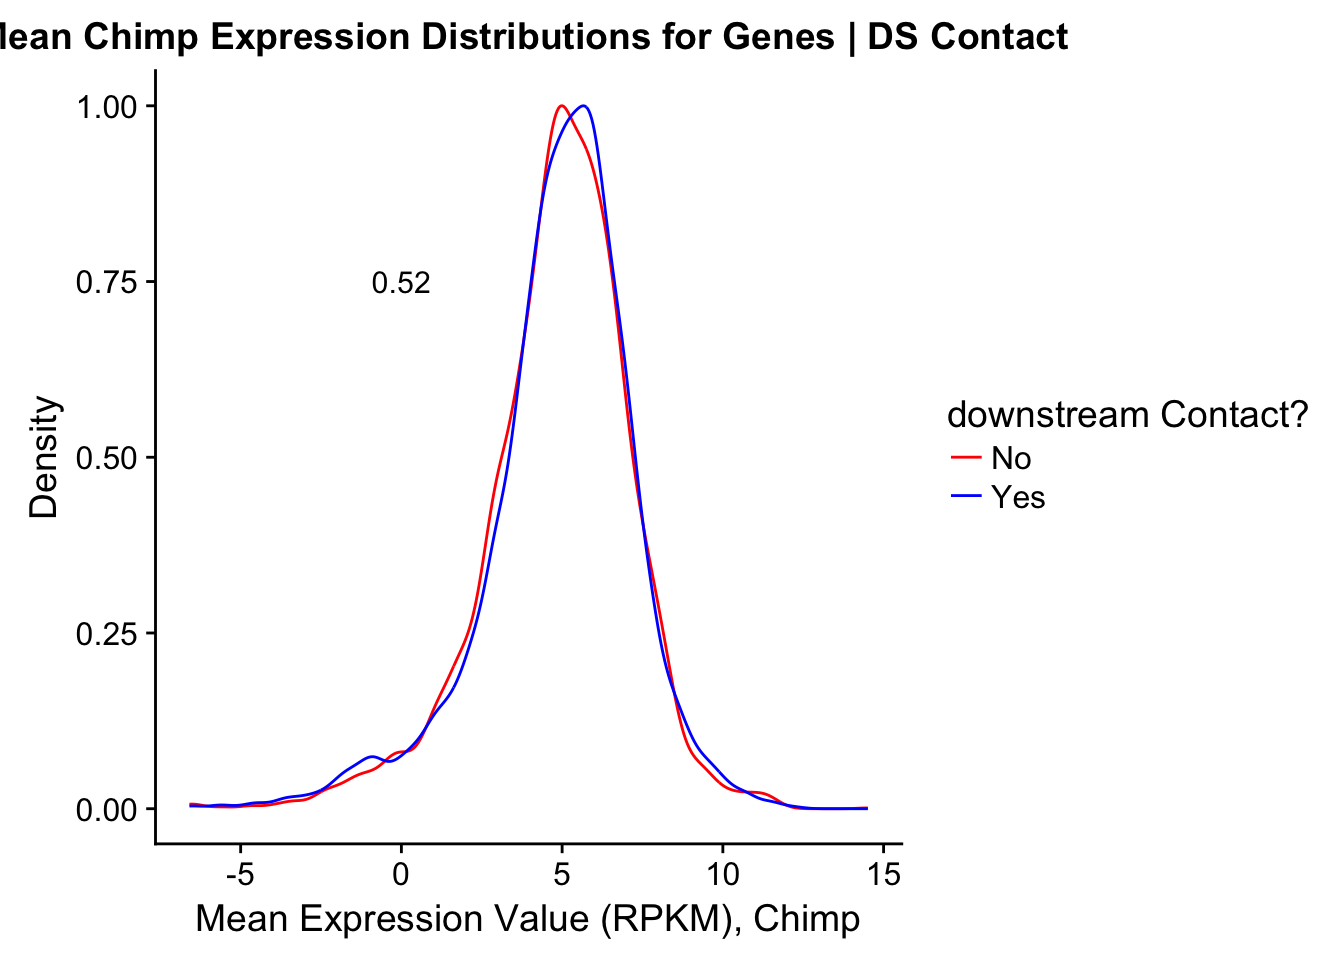 Mean Chimp Expression Distributions for Genes | DS Contact
1.00
0.75
0.50
0.25
0.00
0.52
Density
-5 0 5 10 15
Mean Expression Value (RPKM), Chimp
downstream Contact?
No
Yes